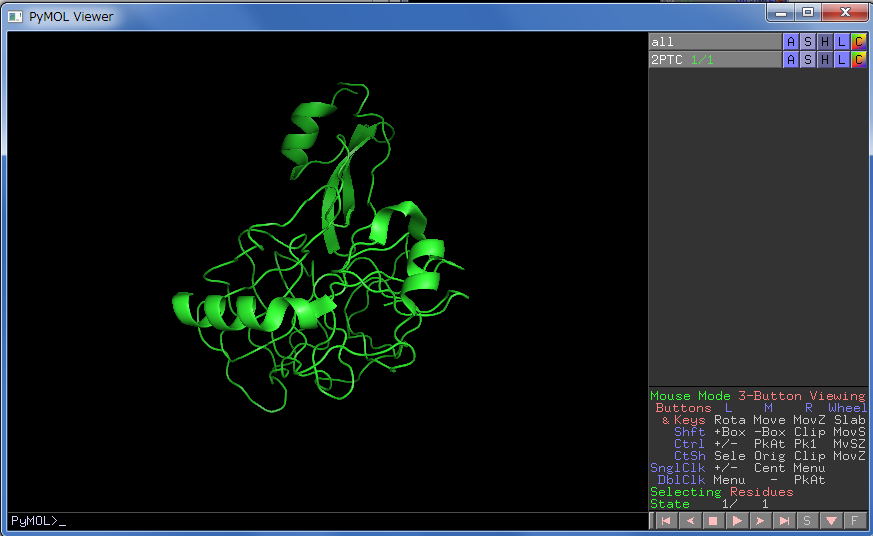 PyMOL Viewer
all A S H L C
2PTC 1/1 A S H L C
Mouse Mode 3-Button Viewing
Buttons L M R Wheel
& Keys Rota Move MovZ Slab
Shft +Box -Box Clip MovS
Ctrl +/- PkAt Pk1 MvSZ
CtSh Sele Orig Clip MovZ
SnglClk +/- Cent Menu
DblClk Menu - PkAt
Selecting Residues
State 1/ 1
PyMOL>_
S F